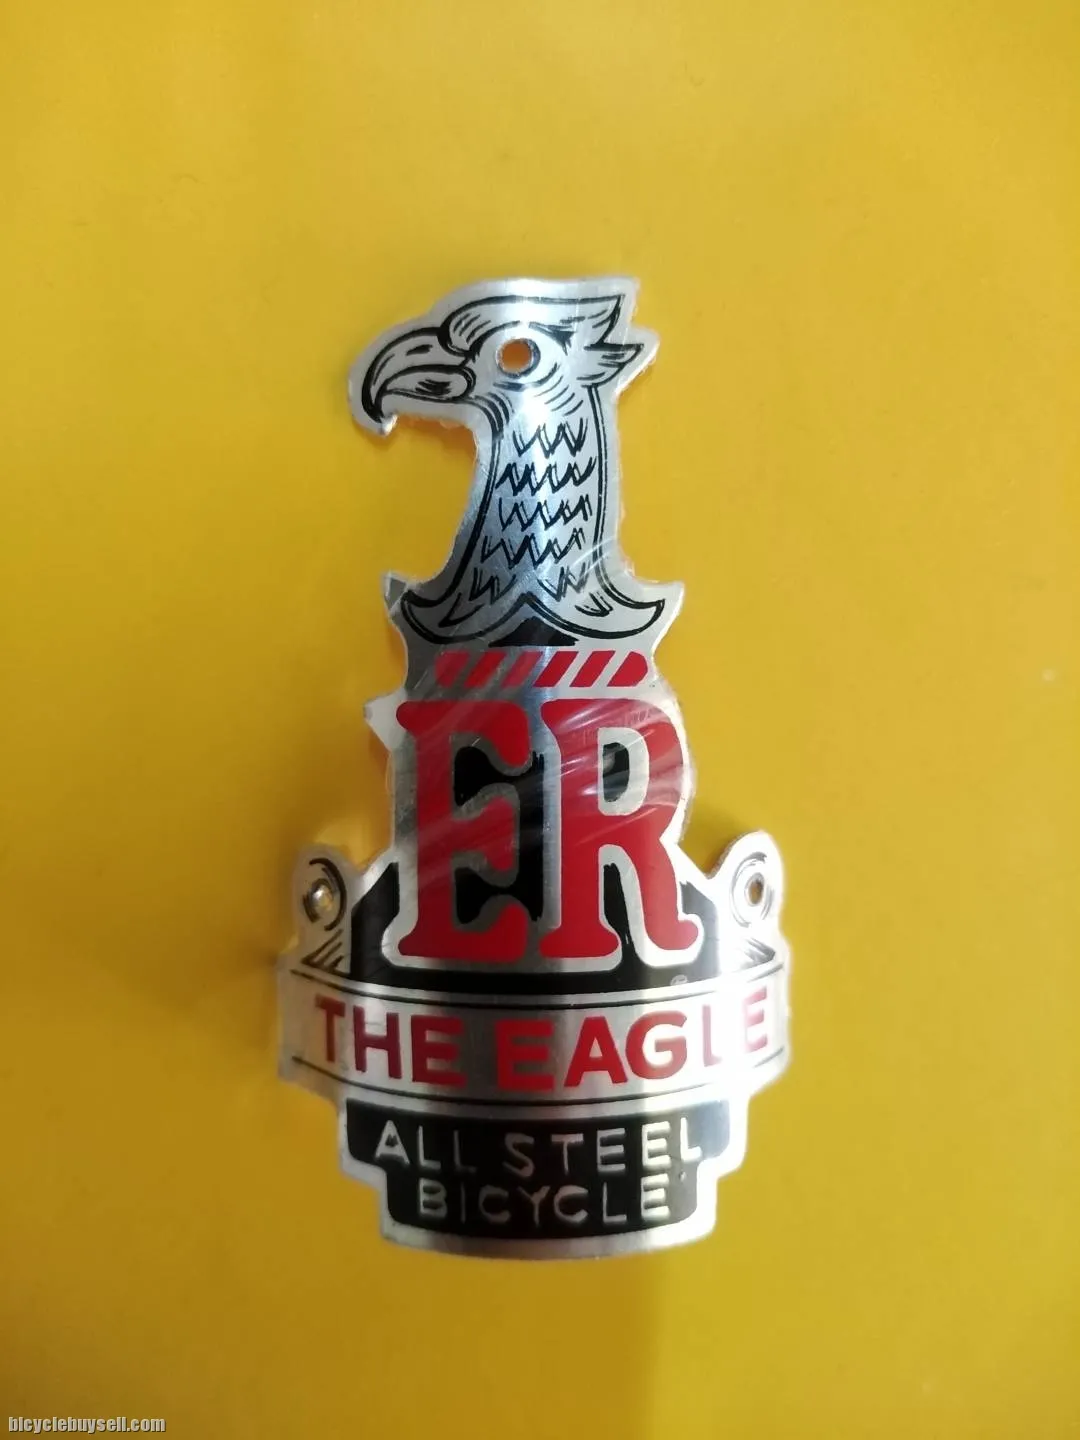 ER
THE EAGLE
ALL STEEL
BICYCLE
bicyclebuysell.com